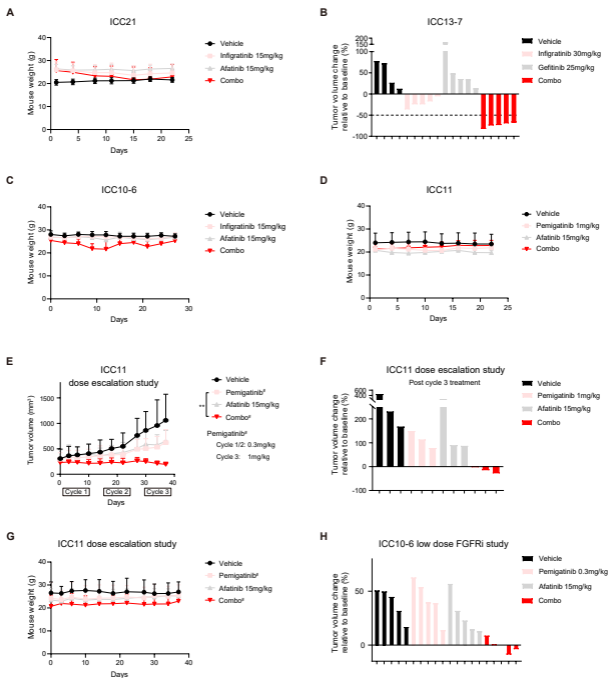 A
ICC21
Mouse weight (g)
40
30
20
10
0
0
5
10
15
20
25
Days
Vehicle
Infigratinib 15mg/kg
Afatinib 15mg/kg
Combo
B
ICC13-7
Tumor volume change
relative to baseline (%)
200
150
100
50
0
-50
-100
Vehicle
Infigratinib 30mg/kg
Gefitinib 25mg/kg
Combo
C
ICC10-6
Mouse weight (g)
40
30
20
10
0
0
10
20
30
Days
Vehicle
Infigratinib 15mg/kg
Afatinib 15mg/kg
Combo
D
ICC11
Mouse weight (g)
40
30
20
10
0
0
5
10
15
20
25
Days
Vehicle
Pemigatinib 1mg/kg
Afatinib 15mg/kg
Combo
E
ICC11
dose escalation study
Tumor volume (mm³)
1500
1000
500
0
0
10
20
30
40
Cycle 1
Cycle 2
Cycle 3
Days
Vehicle
Pemigatinib#
Afatinib 15mg/kg
Combo#
**
Pemigatinib#
Cycle 1/2: 0.3mg/kg
Cycle 3: 1mg/kg
F
ICC11 dose escalation study
Post cycle 3 treatment
Tumor volume change
relative to baseline (%)
600
400
200
100
0
-100
Vehicle
Pemigatinib 1mg/kg
Afatinib 15mg/kg
Combo
G
ICC11 dose escalation study
Mouse weight (g)
40
30
20
10
0
0
10
20
30
40
Days
Vehicle
Pemigatinib#
Afatinib 15mg/kg
Combo#
H
ICC10-6 low dose FGFRi study
Tumor volume change
relative to baseline (%)
50
0
Vehicle
Pemigatinib 0.3mg/kg
Afatinib 15mg/kg
Combo